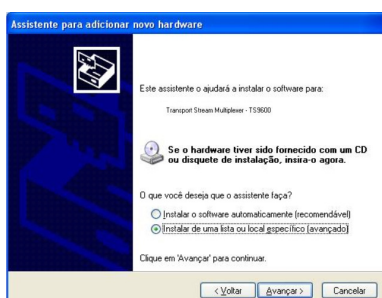 Assistente para adicionar novo hardware
Este assistente o ajudará a instalar o software para:
Transport Stream Multiplexer - TS9600
Se o hardware tiver sido fornecido com um CD
ou disquete de instalação, insira-o agora.
O que você deseja que o assistente faça?
Instalar o software automaticamente (recomendável)
Instalar de uma lista ou local específico (avançado)
Clique em 'Avançar' para continuar.
< Voltar
Avançar >
Cancelar